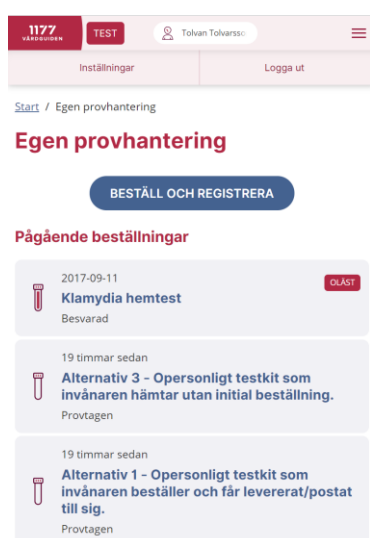 1177
VÅRDGUIDEN
TEST
Tolvan Tolvarsso
Inställningar
Logga ut
Start / Egen provhantering
Egen provhantering
BESTÄLL OCH REGISTRERA
Pågående beställningar
2017-09-11
OLÄST
Klamydia hemtest
Besvarad
19 timmar sedan
Alternativ 3 - Opersonligt testkit som
invånaren hämtar utan initial beställning.
Provtagen
19 timmar sedan
Alternativ 1 - Opersonligt testkit som
invånaren beställer och får levererat/postat
till sig.
Provtagen